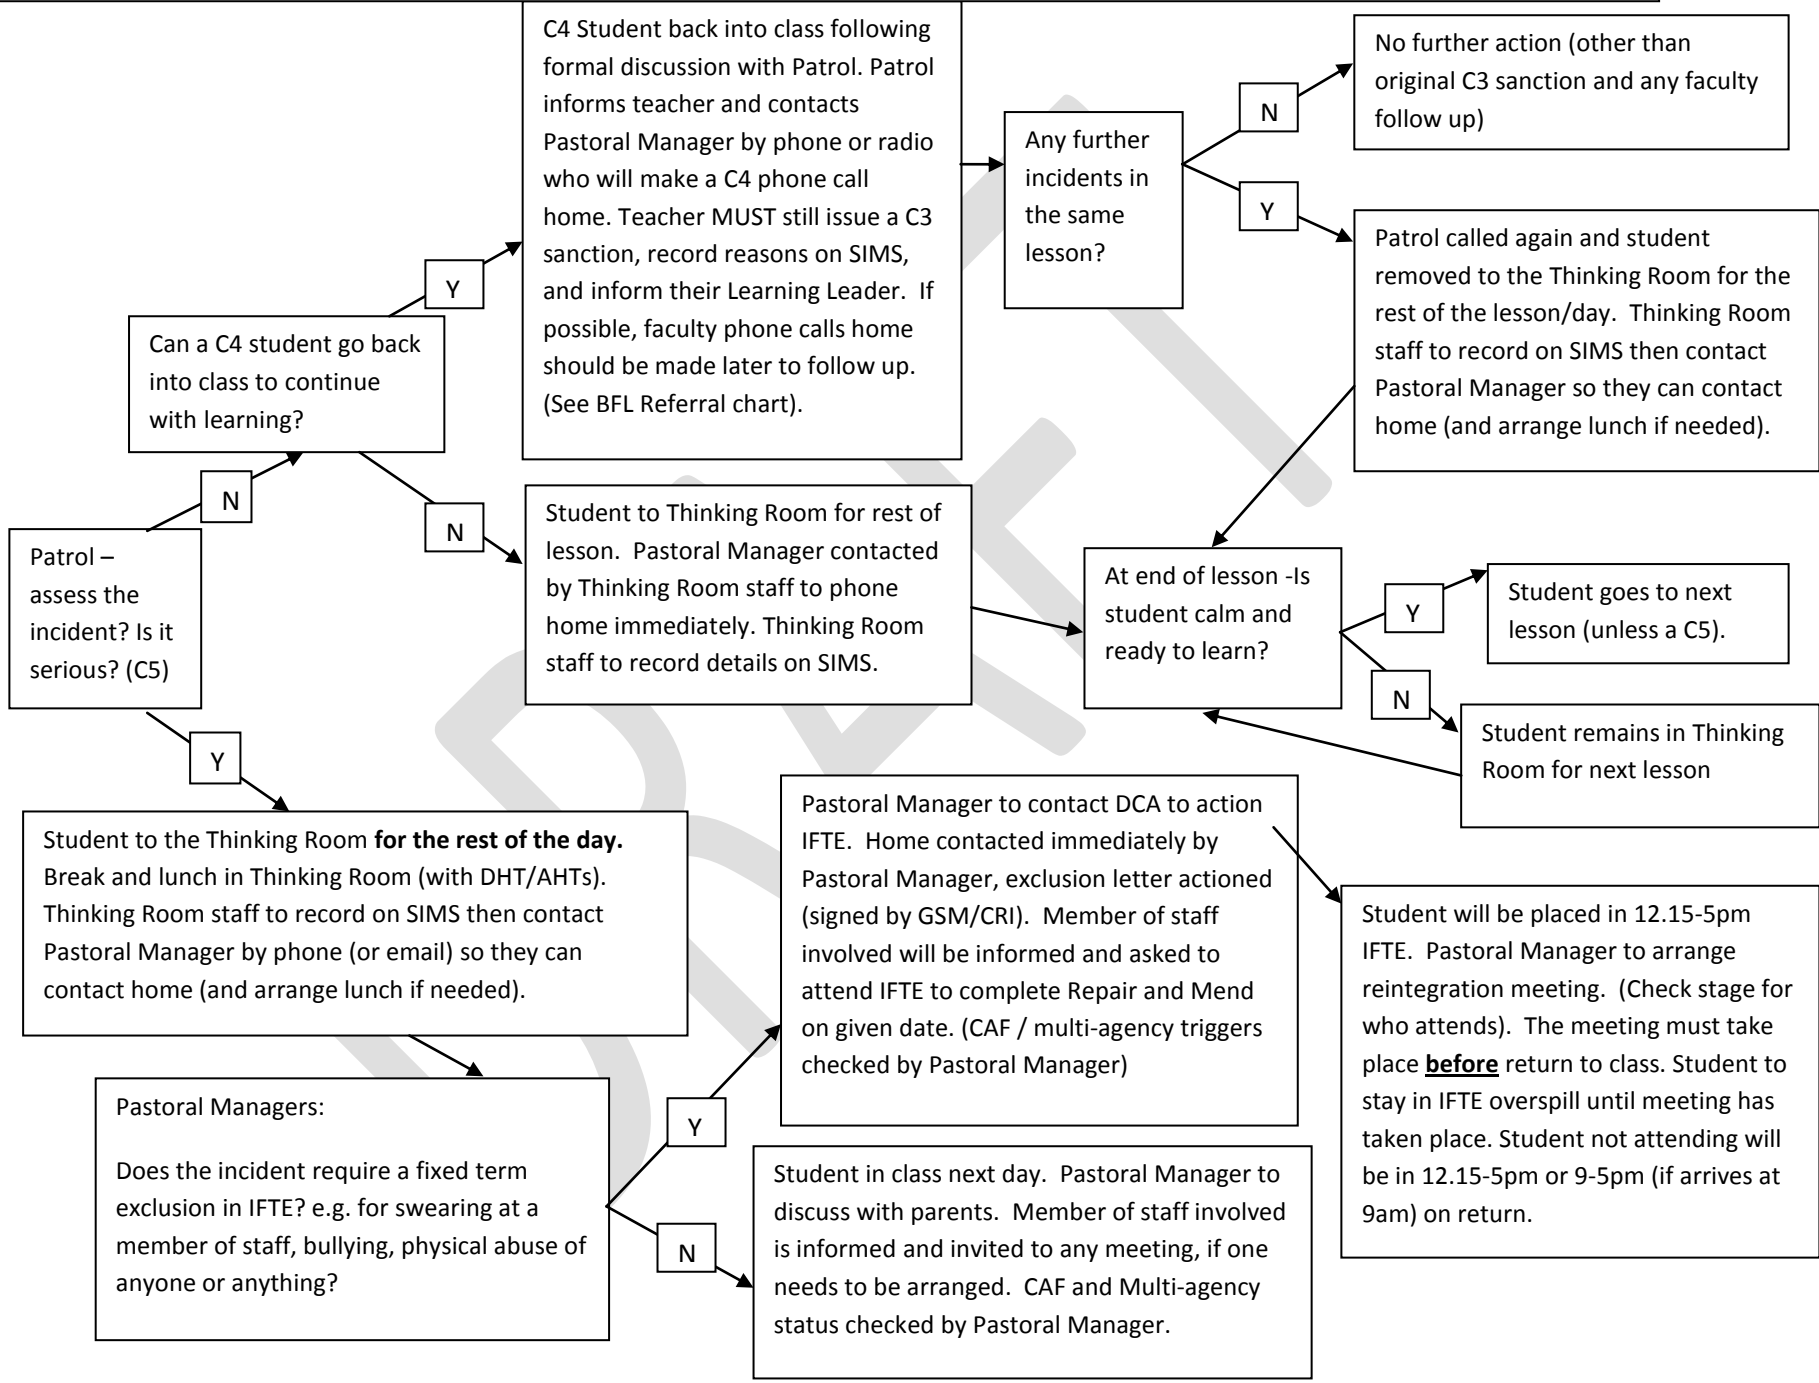 C4 Student back into class following
formal discussion with Patrol. Patrol
informs teacher and contacts
Pastoral Manager by phone or radio
who will make a C4 phone call
home. Teacher MUST still issue a C3
sanction, record reasons on SIMS,
and inform their Learning Leader. If
possible, faculty phone calls home
should be made later to follow up.
(See BFL Referral chart).
No further action (other than
original C3 sanction and any faculty
follow up)
N
Any further
incidents in
the same
lesson?
Y
Patrol called again and student
removed to the Thinking Room for the
rest of the lesson/day. Thinking Room
staff to record on SIMS then contact
Pastoral Manager so they can contact
home (and arrange lunch if needed).
Y
Can a C4 student go back
into class to continue
with learning?
N
N
Student to Thinking Room for rest of
lesson. Pastoral Manager contacted
by Thinking Room staff to phone
home immediately. Thinking Room
staff to record details on SIMS.
Patrol –
assess the
incident? Is it
serious? (C5)
At end of lesson -Is
student calm and
ready to learn?
Y
Student goes to next
lesson (unless a C5).
N
Student remains in Thinking
Room for next lesson
Y
Student to the Thinking Room for the rest of the day.
Break and lunch in Thinking Room (with DHT/AHTs).
Thinking Room staff to record on SIMS then contact
Pastoral Manager by phone (or email) so they can
contact home (and arrange lunch if needed).
Pastoral Manager to contact DCA to action
IFTE. Home contacted immediately by
Pastoral Manager, exclusion letter actioned
(signed by GSM/CRI). Member of staff
involved will be informed and asked to
attend IFTE to complete Repair and Mend
on given date. (CAF / multi-agency triggers
checked by Pastoral Manager)
Student will be placed in 12.15-5pm
IFTE. Pastoral Manager to arrange
reintegration meeting. (Check stage for
who attends). The meeting must take
place before return to class. Student to
stay in IFTE overspill until meeting has
taken place. Student not attending will
be in 12.15-5pm or 9-5pm (if arrives at
9am) on return.
Pastoral Managers:
Does the incident require a fixed term
exclusion in IFTE? e.g. for swearing at a
member of staff, bullying, physical abuse of
anyone or anything?
Y
N
Student in class next day. Pastoral Manager to
discuss with parents. Member of staff involved
is informed and invited to any meeting, if one
needs to be arranged. CAF and Multi-agency
status checked by Pastoral Manager.
DRAFT